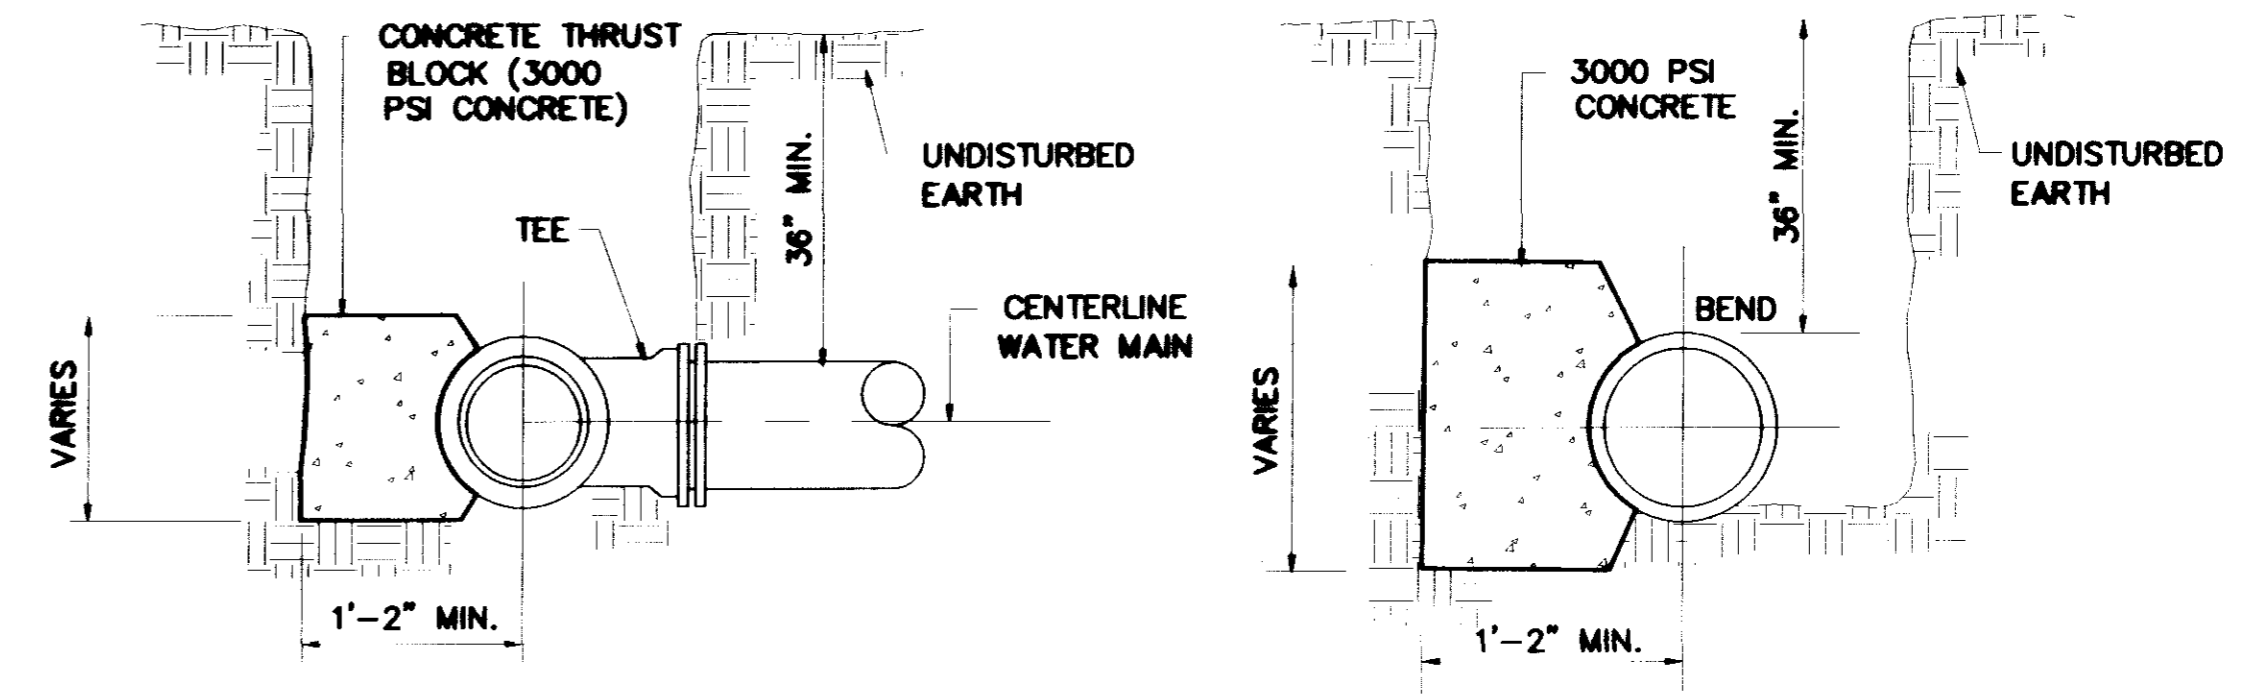 CONCRETE THRUST
BLOCK (3000
PSI CONCRETE)
UNDISTURBED
EARTH
36" MIN.
TEE
CENTERLINE
WATER MAIN
VARIES
1'-2" MIN.
3000 PSI
CONCRETE
36" MIN.
UNDISTURBED
EARTH
BEND
VARIES
1'-2" MIN.